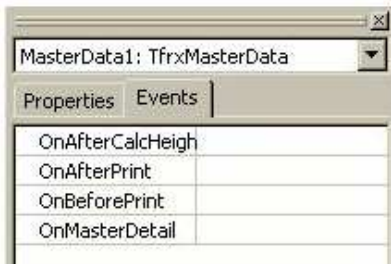 MasterData1: TfrxMasterData
Properties Events
OnAfterCalcHeigh
OnAfterPrint
OnBeforePrint
OnMasterDetail